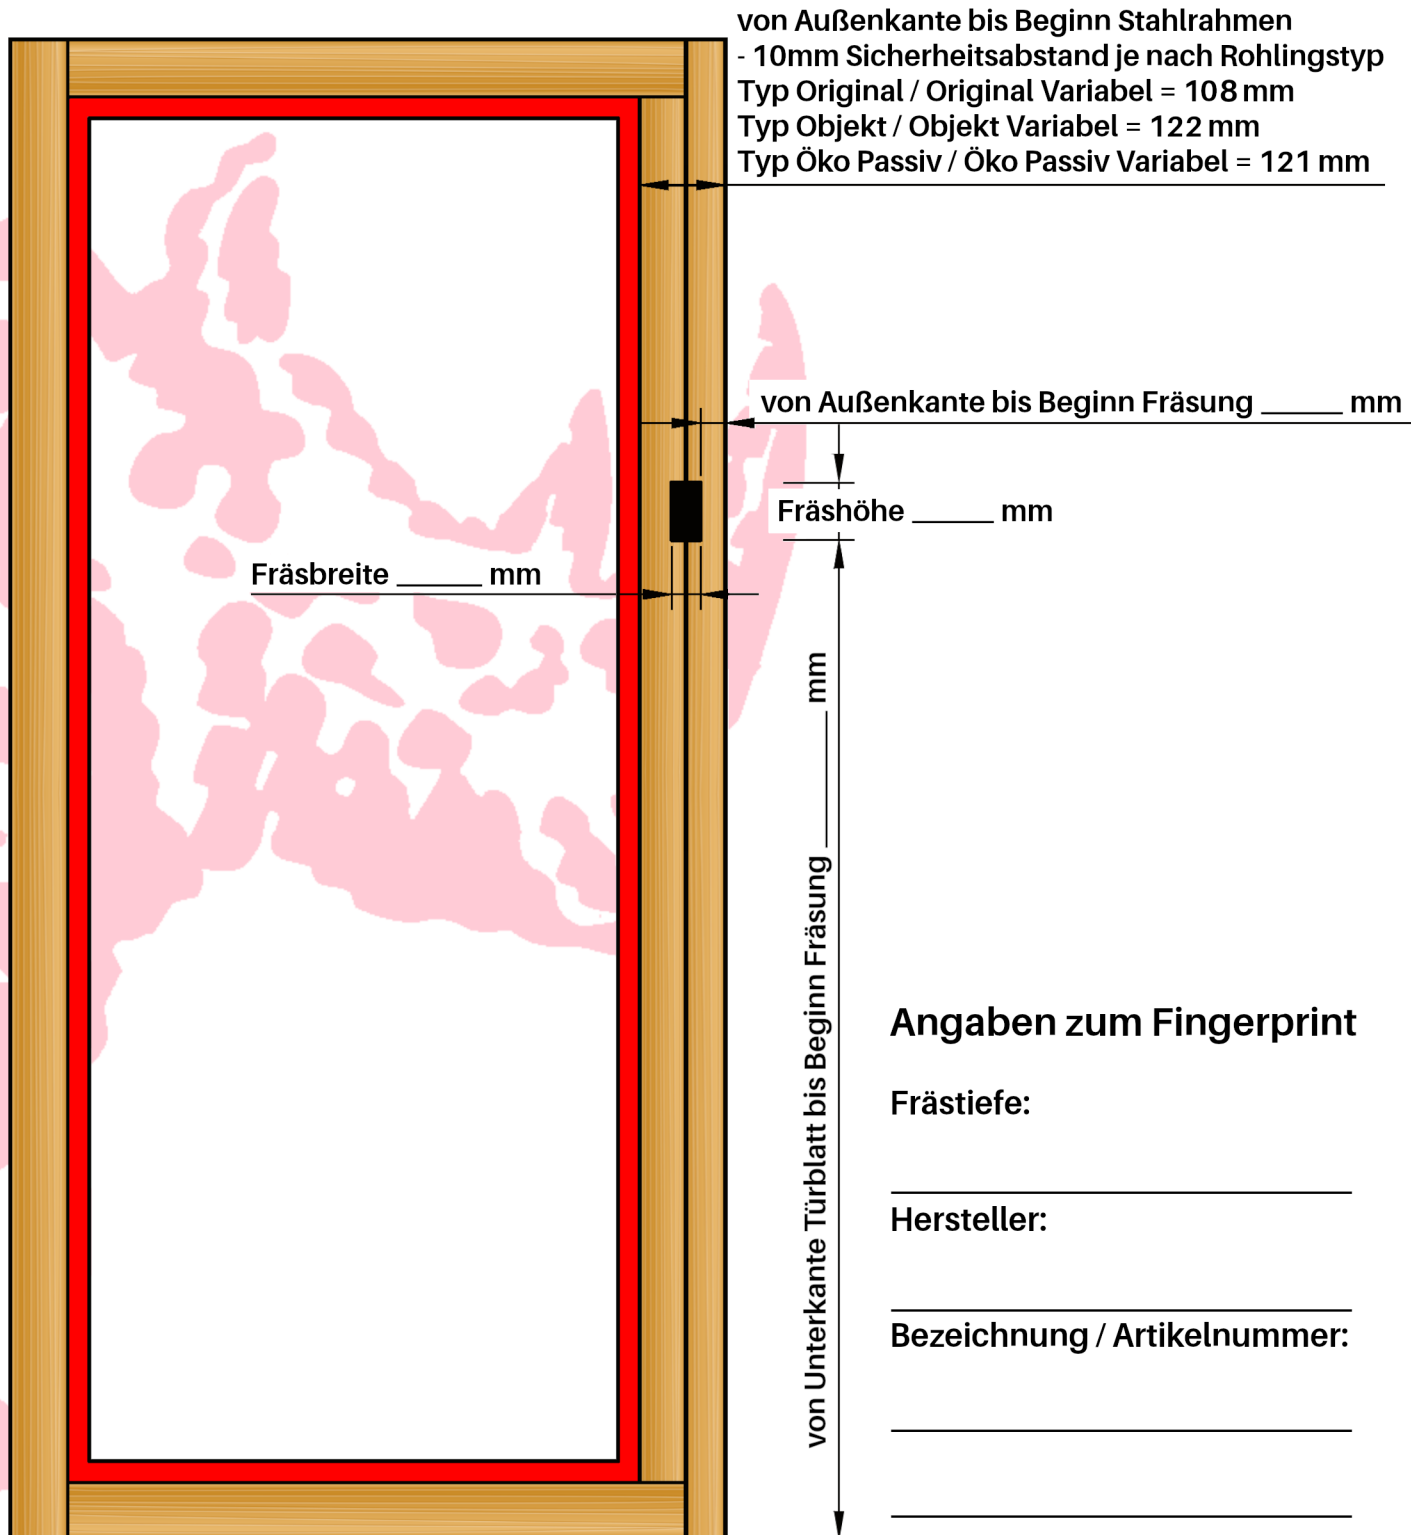 von Außenkante bis Beginn Stahlrahmen
- 10mm Sicherheitsabstand je nach Rohlingstyp
Typ Original / Original Variabel = 108 mm
Typ Objekt / Objekt Variabel = 122 mm
Typ Öko Passiv / Öko Passiv Variabel = 121 mm
von Außenkante bis Beginn Fräsung ______ mm
Fräshöhe ______ mm
Fräsbreite ______ mm
von Unterkante Türblatt bis Beginn Fräsung ______ mm
Angaben zum Fingerprint
Frästiefe:
Hersteller:
Bezeichnung / Artikelnummer: